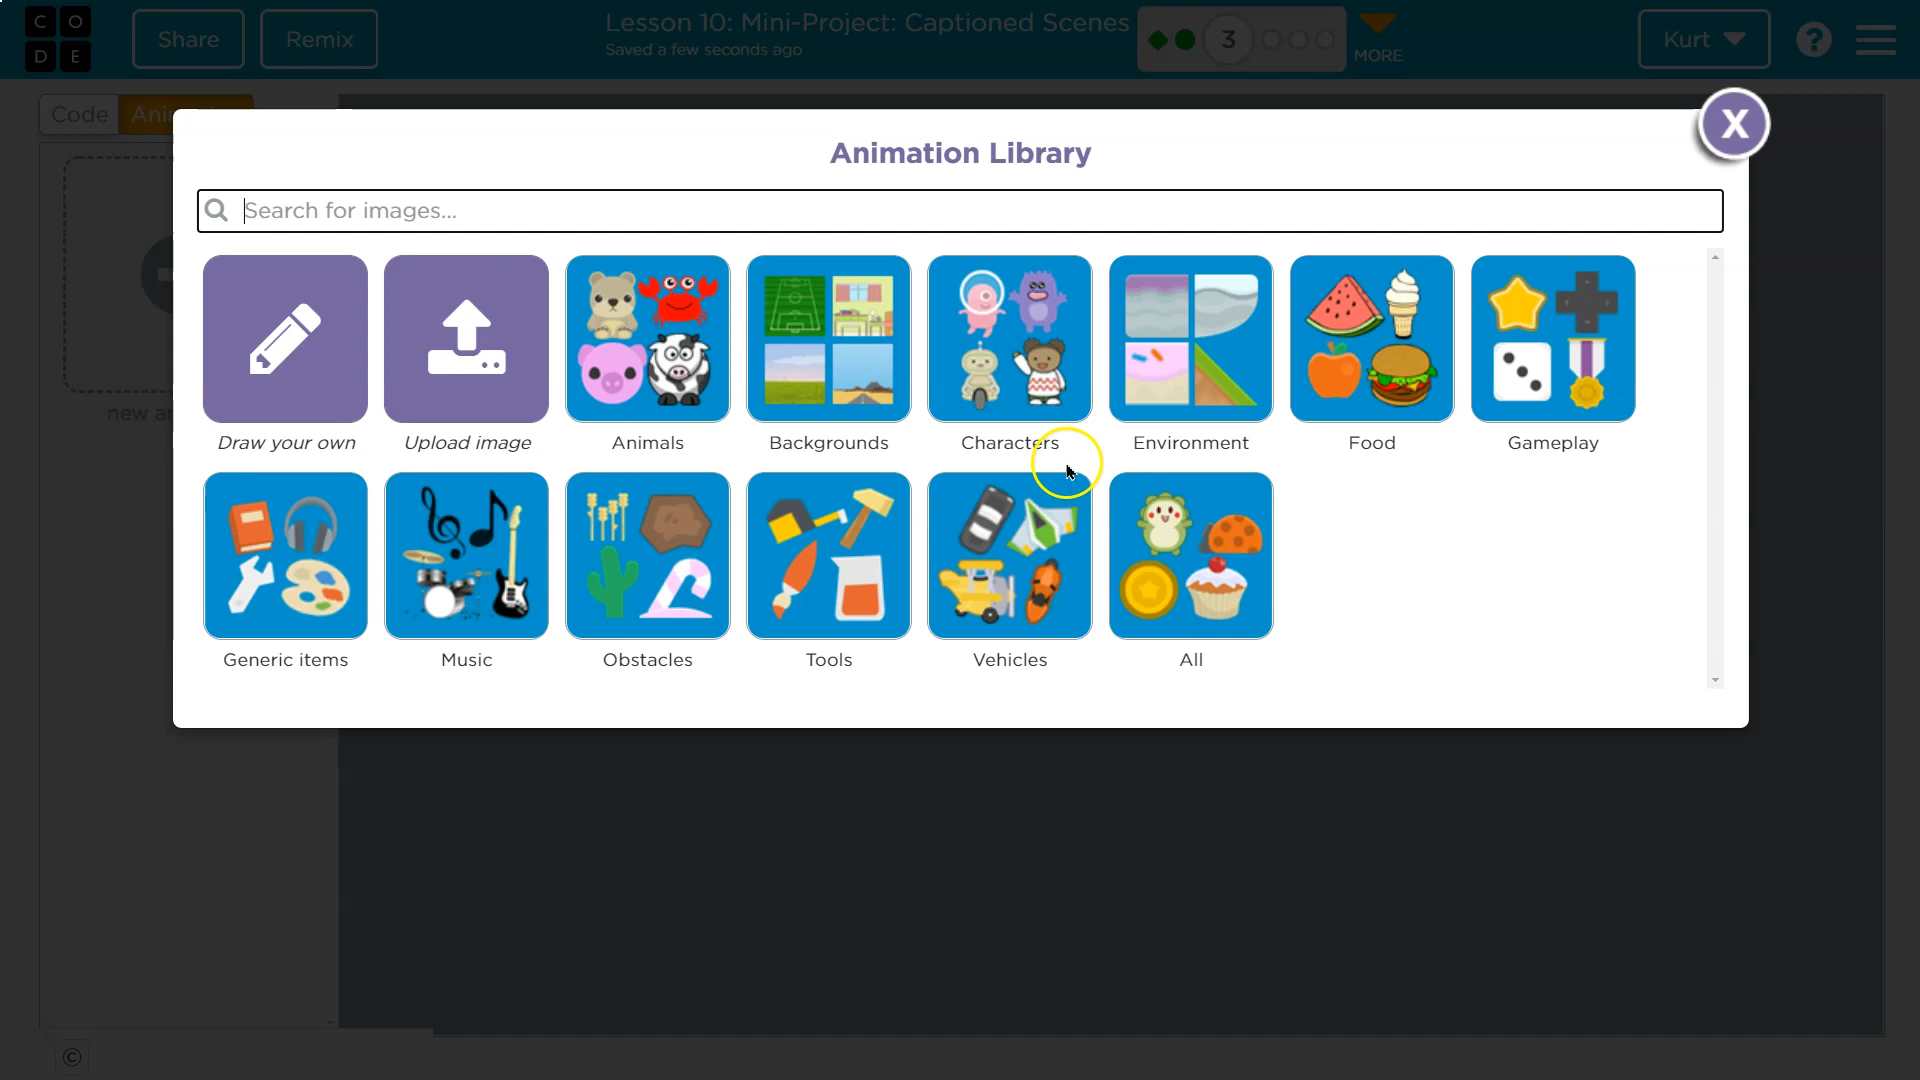 C O
D E
Share
Remix
Lesson 10: Mini-Project: Captioned Scenes
Saved a few seconds ago
3
MORE
Kurt
?
Code
Ani
X
Animation Library
Search for images...
Draw your own
Upload image
Animals
Backgrounds
Characters
Environment
Food
Gameplay
new a
Generic items
Music
Obstacles
Tools
Vehicles
All
©